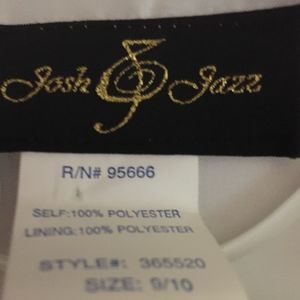 Josh & Jazz
R/N# 95666
SELF:100% POLYESTER
LINING:100% POLYESTER
STYLE#: 365520
SIZE: 9/10